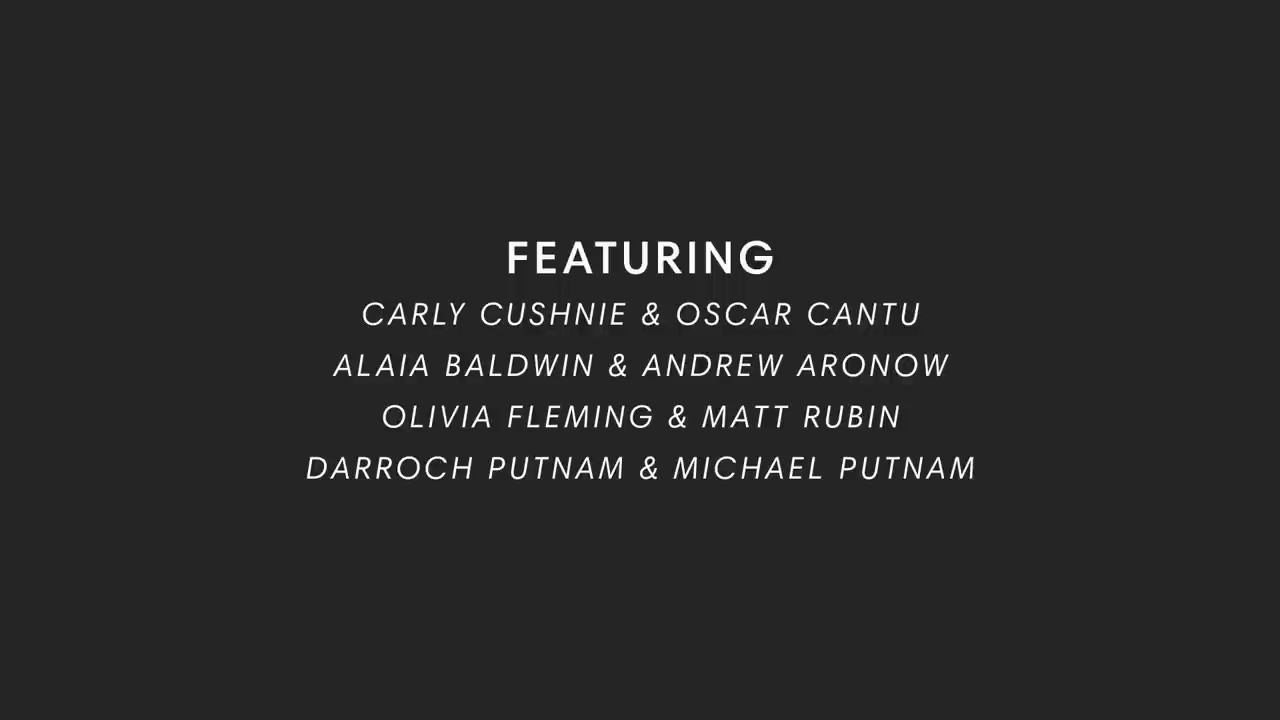 FEATURING
CARLY CUSHNIE & OSCAR CANTU
ALAIA BALDWIN & ANDREW ARONOW
OLIVIA FLEMING & MATT RUBIN
DARROCH PUTNAM & MICHAEL PUTNAM